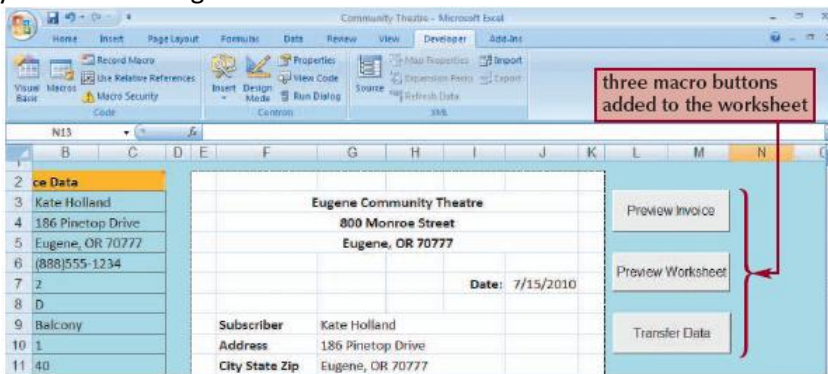 Community Theatre - Microsoft Excel
Home Insert Page Layout Formulas Data Review View Developer Add-Ins
Visual Basic Macros Record Macro Use Relative References Macro Security
Code
Insert Design Mode Properties View Code Run Dialog
Controls
Source Map Properties Expansion Packs Refresh Data Import Export
XML
three macro buttons
added to the worksheet
N13 fx
B C D E F G H I J K L M N
2 ce Data
3 Kate Holland Eugene Community Theatre Preview Invoice
4 186 Pinetop Drive 800 Monroe Street
5 Eugene, OR 70777 Eugene, OR 70777
6 (888)555-1234 Preview Worksheet
7 2 Date: 7/15/2010
8 D
9 Balcony Subscriber Kate Holland Transfer Data
10 1 Address 186 Pinetop Drive
11 40 City State Zip Eugene, OR 70777